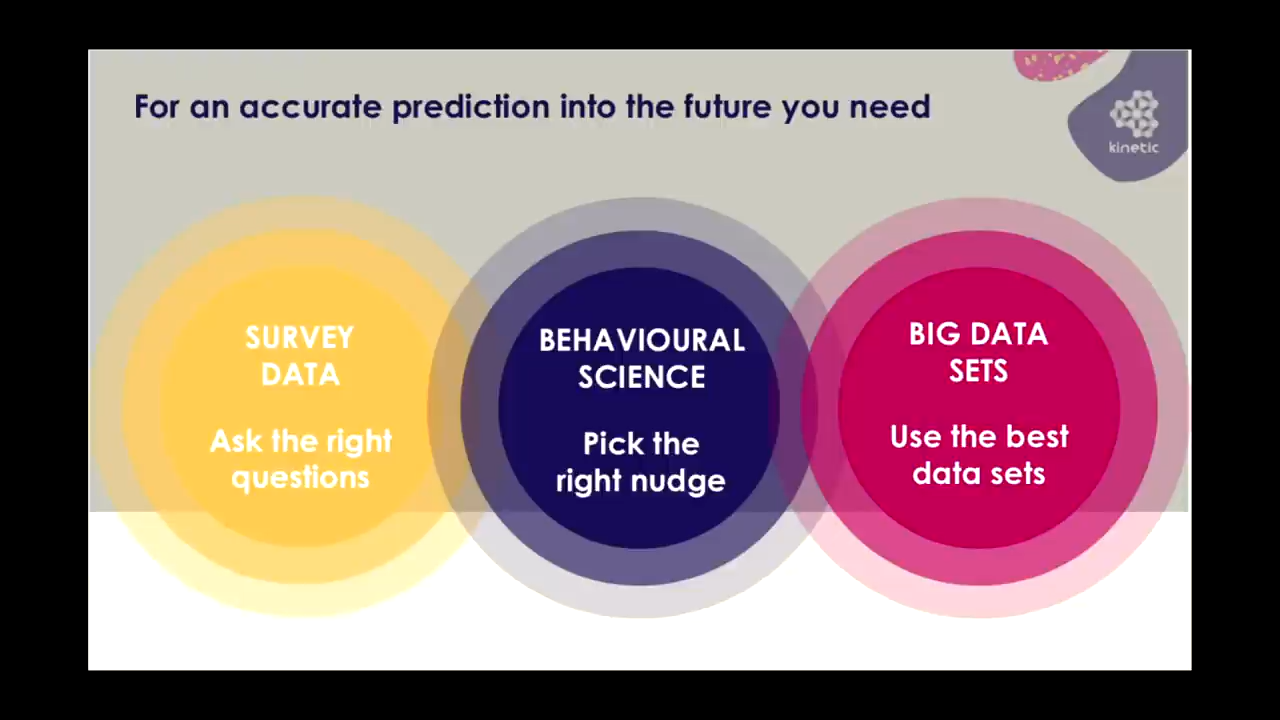 For an accurate prediction into the future you need
kinetic
SURVEY
DATA
Ask the right
questions
BEHAVIOURAL
SCIENCE
Pick the
right nudge
BIG DATA
SETS
Use the best
data sets